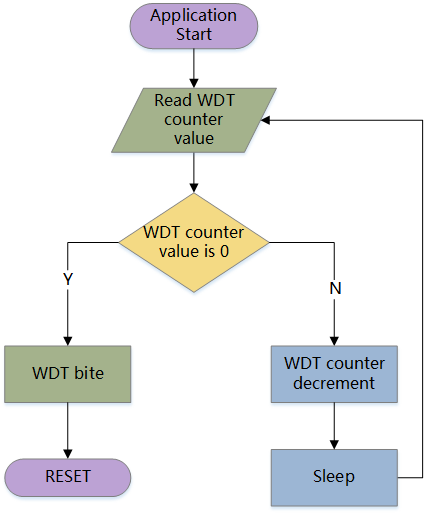 Application
Start
Read WDT
counter
value
WDT counter
value is 0
Y
N
WDT bite
WDT counter
decrement
RESET
Sleep